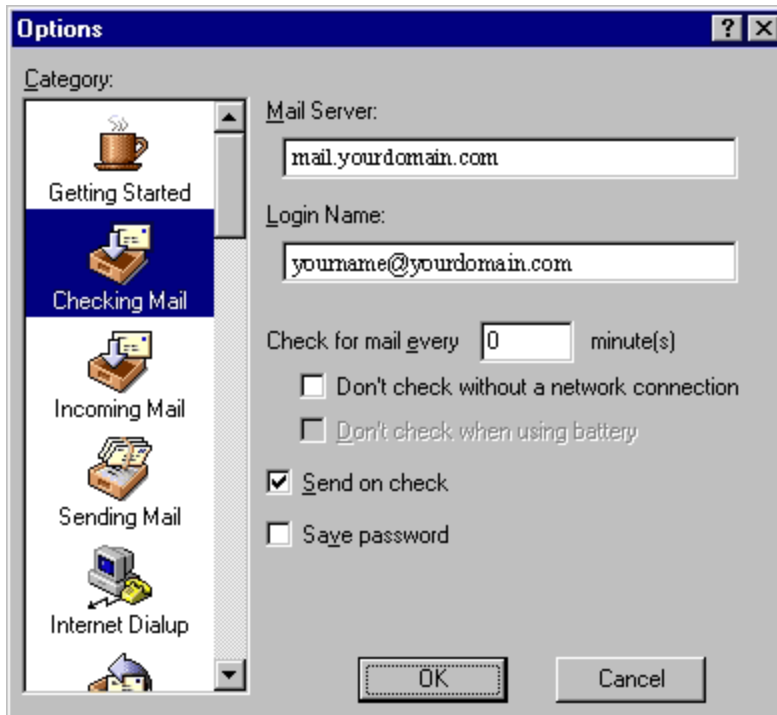 Options
Category:
Getting Started
Checking Mail
Incoming Mail
Sending Mail
Internet Dialup
Mail Server:
mail.yourdomain.com
Login Name:
yourname@yourdomain.com
Check for mail every 0 minute(s)
Don't check without a network connection
Don't check when using battery
Send on check
Save password
OK Cancel